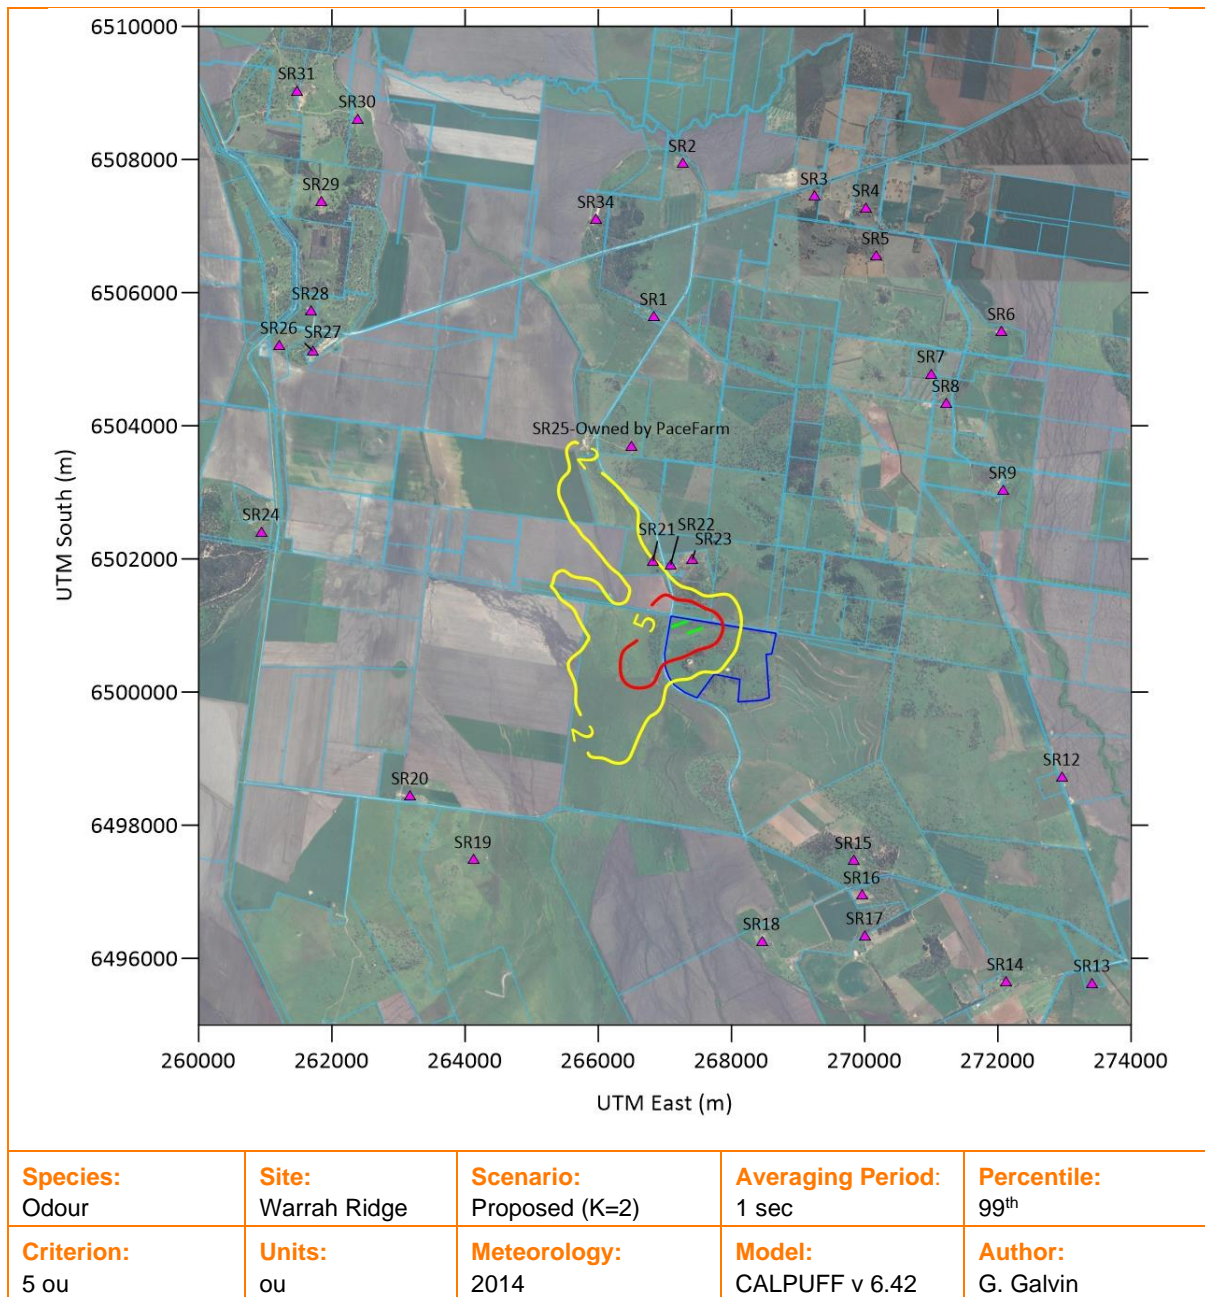 6510000
SR31
SR30
6508000
SR2
SR29
SR3
SR4
SR34
SR5
6506000
SR28
SR1
SR26
SR27
SR6
SR7
SR8
6504000
SR25-Owned by PaceFarm
2
SR9
SR24
SR21
SR22
SR23
6502000
5
6500000
2
SR12
SR20
6498000
SR19
SR15
SR16
SR18
SR17
6496000
SR14
SR13
UTM South (m)
260000 262000 264000 266000 268000 270000 272000 274000
UTM East (m)
Species: Site: Scenario: Averaging Period: Percentile:
Odour Warrah Ridge Proposed (K=2) 1 sec 99th
Criterion: Units: Meteorology: Model: Author:
5 ou ou 2014 CALPUFF v 6.42 G. Galvin